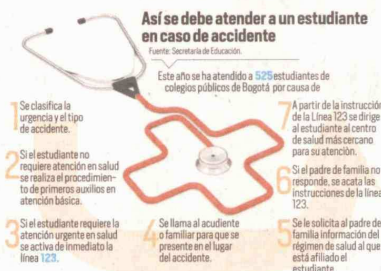 Así se debe atender a un estudiante
en caso de accidente
Fuente: Secretaría de Educación.
Este año se ha atendido a 525 estudiantes de
colegios públicos de Bogotá por causa de
1 Se clasifica la
urgencia y el tipo
de accidente.
2 Si el estudiante no
requiere atención en salud
se realiza el procedimien-
to de primeros auxilios en
atención básica.
3 Si el estudiante requiere la
atención urgente en salud
se activa de inmediato la
línea 123.
4 Se llama al acudiente
o familiar para que se
presente en el lugar
del accidente.
5 Se le solicita al padre de
familia información del
régimen de salud al que
está afiliado el
estudiante
6 Si el padre de familia no
responde, se acata las
instrucciones de la línea
123.
7 A partir de la instrucción
de la Línea 123 se dirige
al estudiante al centro
de salud más cercano
para su atención.